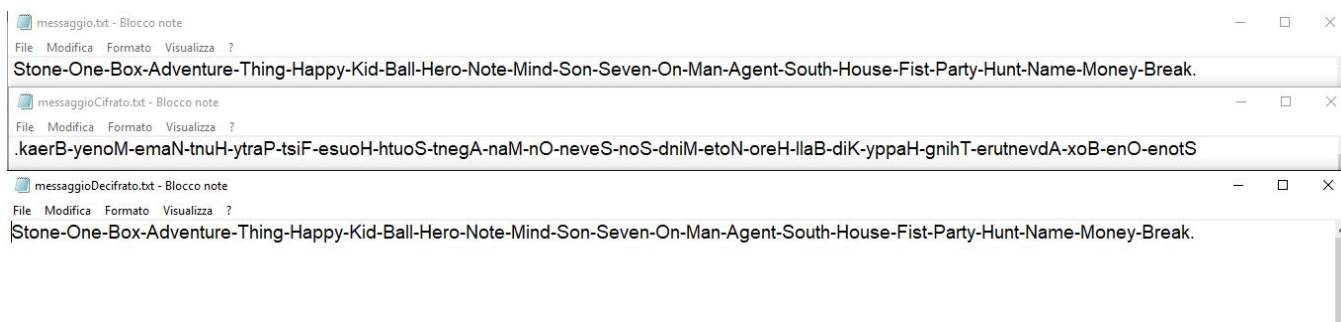 messaggio.txt - Blocco note
File Modifica Formato Visualizza ?
Stone-One-Box-Adventure-Thing-Happy-Kid-Ball-Hero-Note-Mind-Son-Seven-On-Man-Agent-South-House-Fist-Party-Hunt-Name-Money-Break.
messaggioCifrato.txt - Blocco note
File Modifica Formato Visualizza ?
.kaerB-yenoM-emaN-tnuH-ytraP-tsiF-esuoH-htuoS-tnegA-naM-nO-neveS-noS-dniM-etoN-oreH-llaB-diK-yppaH-gnihT-erutnevdA-xoB-enO-enotS
messaggioDecifrato.txt - Blocco note
File Modifica Formato Visualizza ?
Stone-One-Box-Adventure-Thing-Happy-Kid-Ball-Hero-Note-Mind-Son-Seven-On-Man-Agent-South-House-Fist-Party-Hunt-Name-Money-Break.